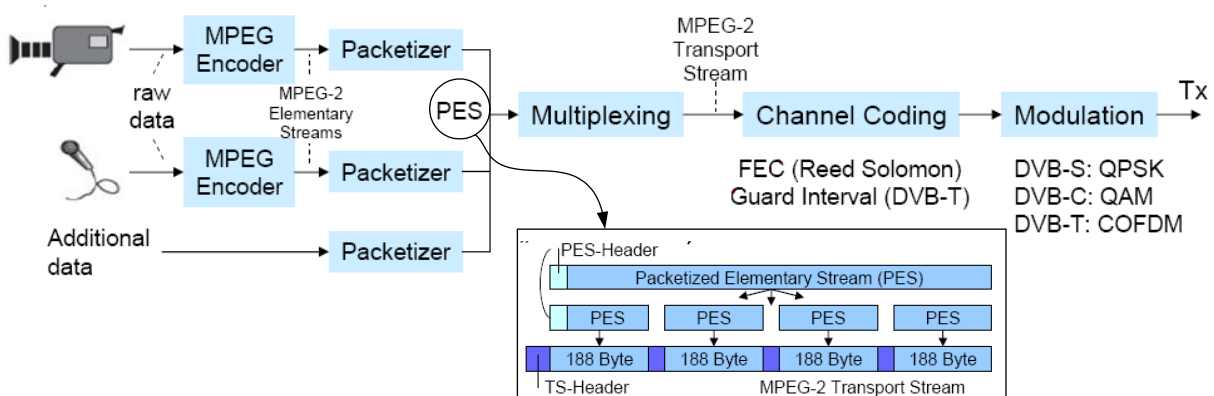 MPEG
Encoder
Packetizer
raw
data
MPEG-2
Elementary
Streams
MPEG
Encoder
Packetizer
Additional
data
Packetizer
PES
Multiplexing
MPEG-2
Transport
Stream
Channel Coding
FEC (Reed Solomon)
Guard Interval (DVB-T)
Modulation
Tx
DVB-S: QPSK
DVB-C: QAM
DVB-T: COFDM
PES-Header
Packetized Elementary Stream (PES)
PES
PES
PES
PES
188 Byte
188 Byte
188 Byte
188 Byte
TS-Header
MPEG-2 Transport Stream